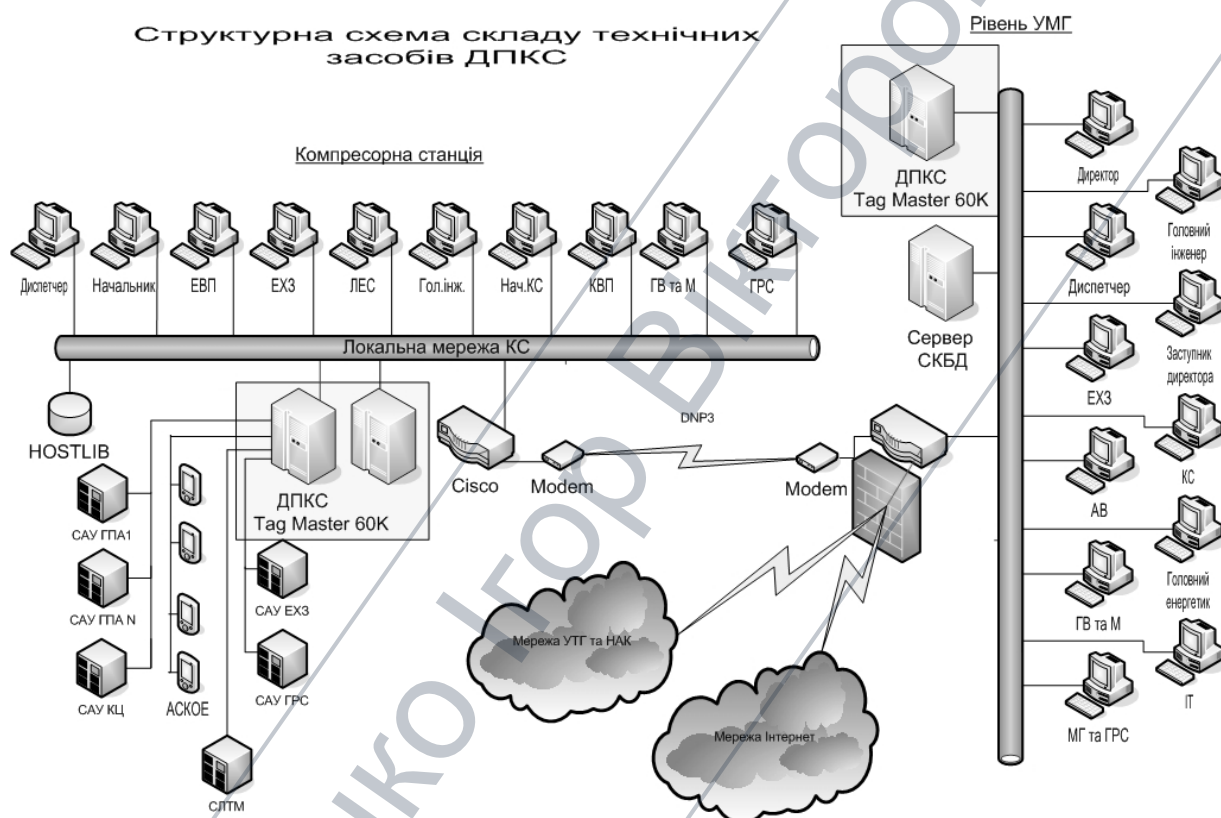 Структурна схема складу технічних
засобів ДПКС
Рівень УМГ
Компресорна станція
ДПКС
Tag Master 60K
Директор
Головний
інженер
Диспетчер
Начальник
ЕВП
ЕХЗ
ЛЕС
Гол.інж.
Нач.КС
КВП
ГВ та М
ГРС
Диспетчер
Сервер
СКБД
Заступник
директора
Локальна мережа КС
ЕХЗ
HOSTLIB
DNP3
Cisco
Modem
Modem
КС
ДПКС
Tag Master 60K
АВ
САУ ГПА1
САУ ГПА N
САУ КЦ
АСКОЕ
САУ ЕХЗ
САУ ГРС
СЛТМ
Головний
енергетик
ГВ та М
Мережа УТГ та НАК
ІТ
МГ та ГРС
Мережа Інтернет
ІКО ІГОР ВІКТОРО